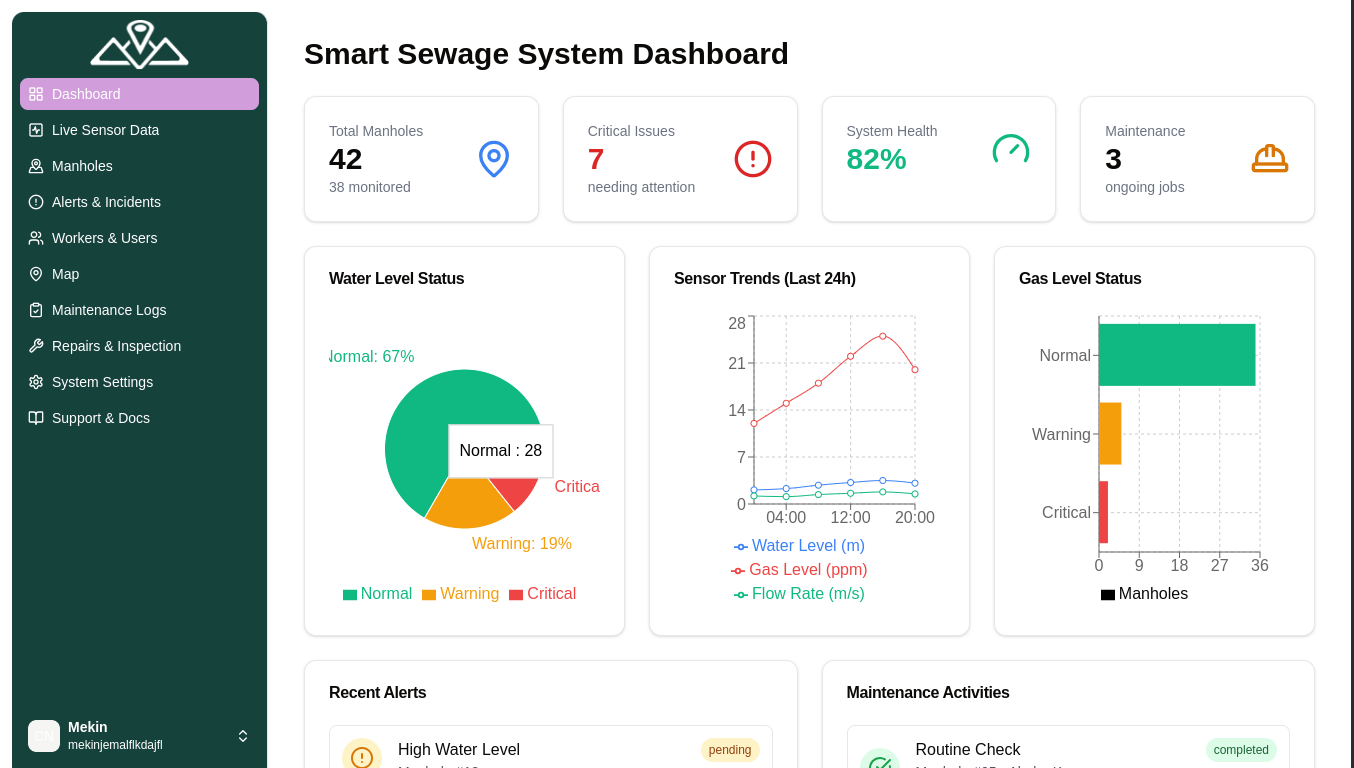 Smart Sewage System Dashboard
Dashboard
Live Sensor Data
Manholes
Alerts & Incidents
Workers & Users
Map
Maintenance Logs
Repairs & Inspection
System Settings
Support & Docs
CN
Mekin
mekinjemalflkdajfl
Total Manholes
42
38 monitored
Critical Issues
7
needing attention
System Health
82%
Maintenance
3
ongoing jobs
Water Level Status
Normal: 67%
Normal : 28
Critica
Warning: 19%
Normal Warning Critical
Sensor Trends (Last 24h)
28
21
14
7
0
04:00 12:00 20:00
Water Level (m)
Gas Level (ppm)
Flow Rate (m/s)
Gas Level Status
Normal
Warning
Critical
0 9 18 27 36
Manholes
Recent Alerts
High Water Level
pending
Maintenance Activities
Routine Check
completed